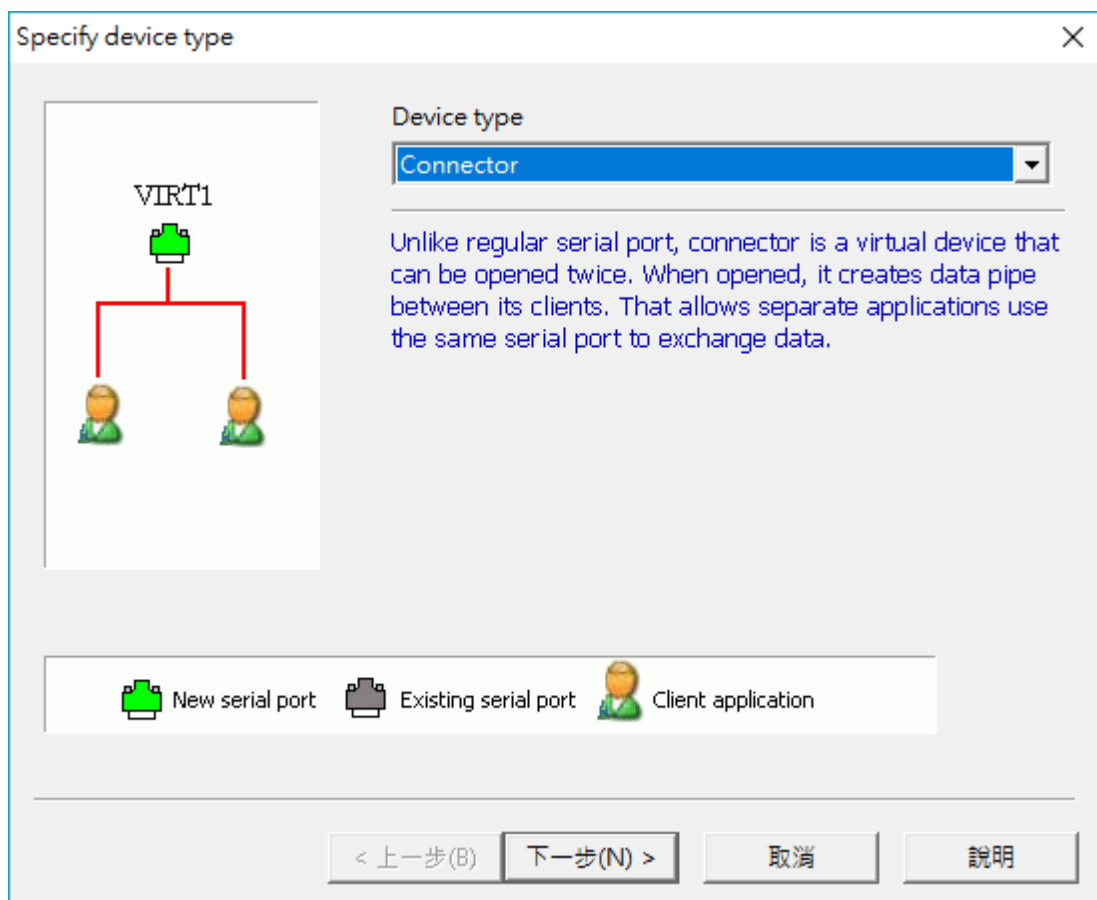 Specify device type
Device type
Connector
VIRT1
Unlike regular serial port, connector is a virtual device that
can be opened twice. When opened, it creates data pipe
between its clients. That allows separate applications use
the same serial port to exchange data.
New serial port Existing serial port Client application
< 上一步(B) 下一步(N) > 取消 說明